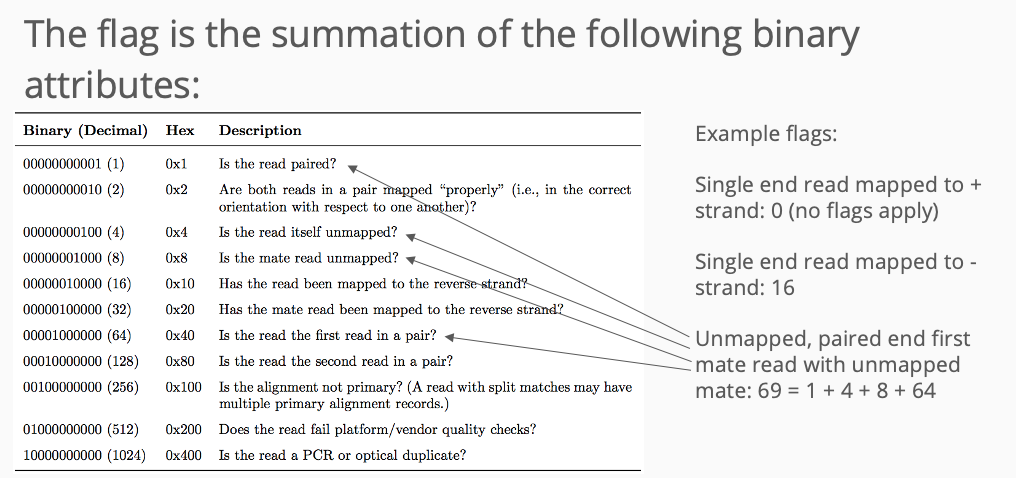 The flag is the summation of the following binary
attributes:
Binary (Decimal) Hex Description
00000000001 (1) 0x1 Is the read paired?
00000000010 (2) 0x2 Are both reads in a pair mapped “properly” (i.e., in the correct
orientation with respect to one another)?
00000000100 (4) 0x4 Is the read itself unmapped?
00000001000 (8) 0x8 Is the mate read unmapped?
00000010000 (16) 0x10 Has the read been mapped to the reverse strand?
00000100000 (32) 0x20 Has the mate read been mapped to the reverse strand?
00001000000 (64) 0x40 Is the read the first read in a pair?
00010000000 (128) 0x80 Is the read the second read in a pair?
00100000000 (256) 0x100 Is the alignment not primary? (A read with split matches may have
multiple primary alignment records.)
01000000000 (512) 0x200 Does the read fail platform/vendor quality checks?
10000000000 (1024) 0x400 Is the read a PCR or optical duplicate?
Example flags:
Single end read mapped to +
strand: 0 (no flags apply)
Single end read mapped to -
strand: 16
Unmapped, paired end first
mate read with unmapped
mate: 69 = 1 + 4 + 8 + 64